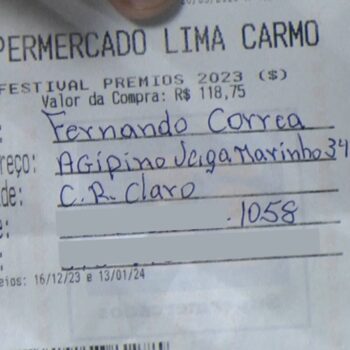 PERMERCADO LIMA CARMO
FESTIVAL PREMIOS 2023 ($)
Valor da Compra: R$ 118,75
: Fernando Correa
reço: Agipino Veiga Marinho 34
de: C.R. Claro
: .1058
:
eios: 16/12/23 e 13/01/24